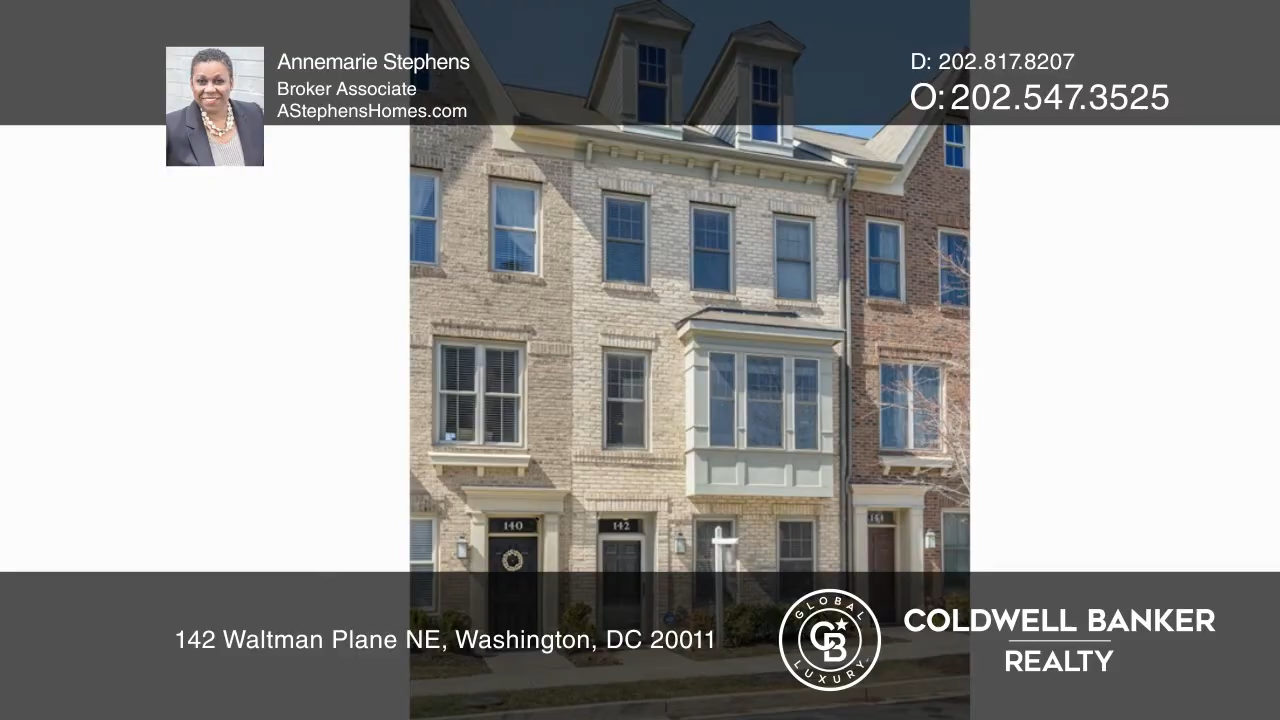 Annemarie Stephens
Broker Associate
AStephensHomes.com
D: 202.817.8207
O: 202.547.3525
140
142
142 Waltman Plane NE, Washington, DC 20011
GLOBAL
CB
LUXURY
COLDWELL BANKER
REALTY